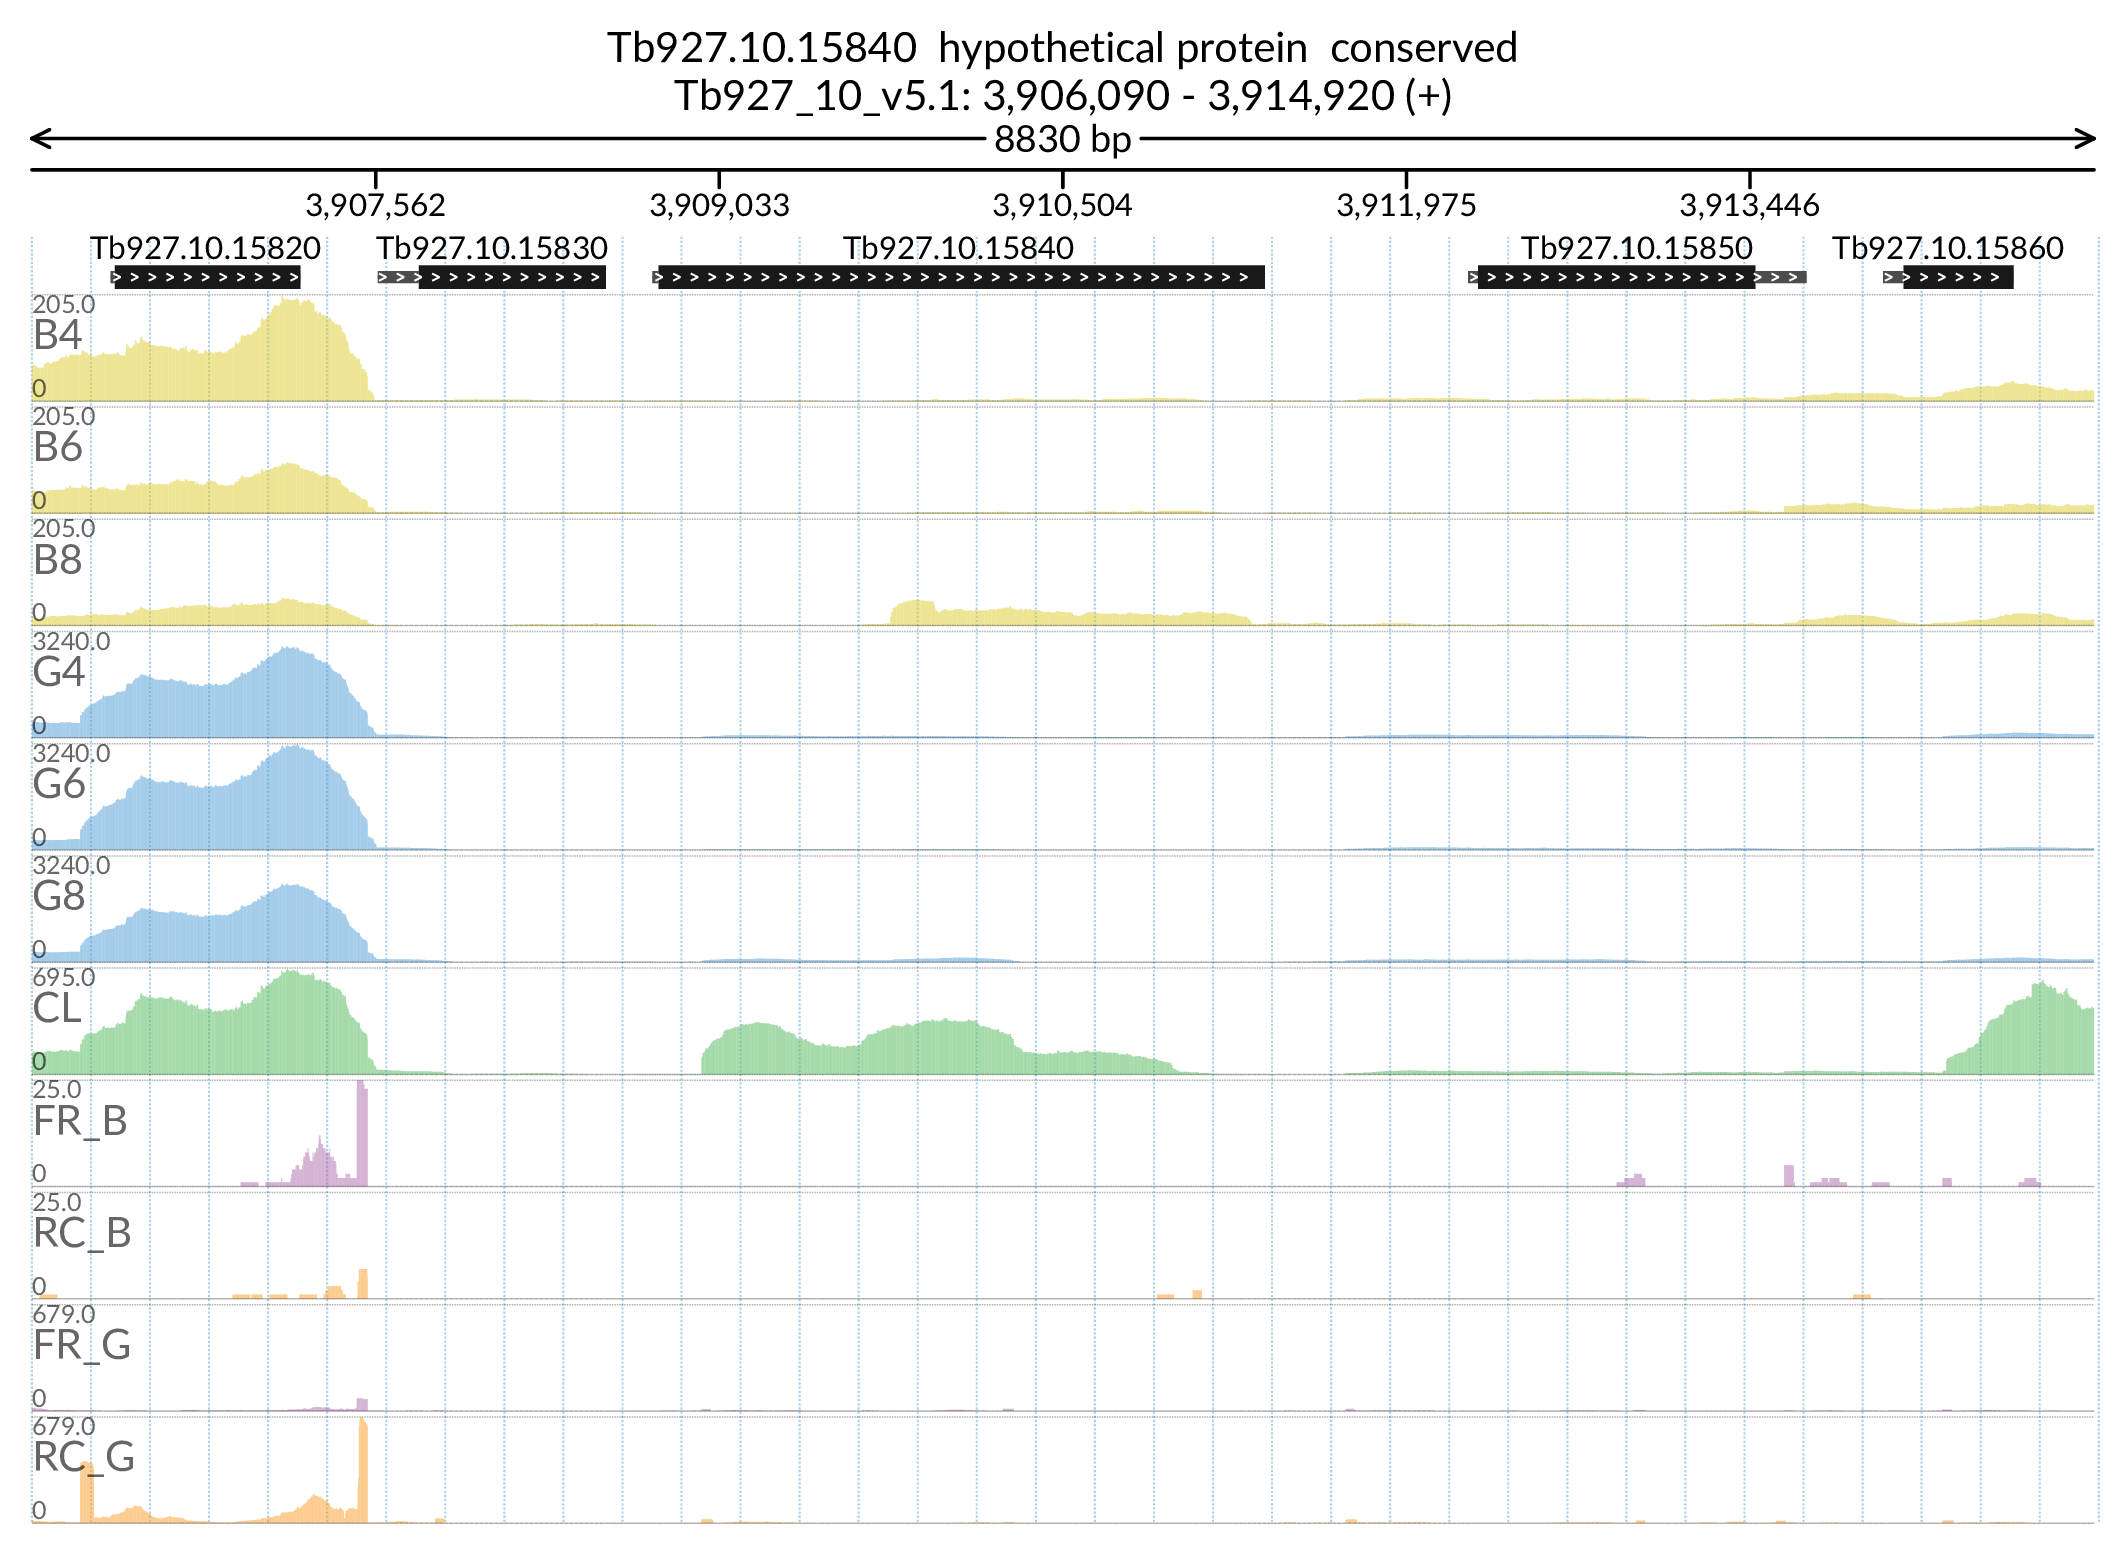 Tb927.10.15840 hypothetical protein conserved
Tb927_10_v5.1: 3,906,090 - 3,914,920 (+)
8830 bp
3,907,562 3,909,033 3,910,504 3,911,975 3,913,446
Tb927.10.15820 Tb927.10.15830 Tb927.10.15840 Tb927.10.15850 Tb927.10.15860
205.0
B4
0
205.0
B6
0
205.0
B8
0
3240.0
G4
0
3240.0
G6
0
3240.0
G8
0
695.0
CL
0
25.0
FR_B
0
25.0
RC_B
0
679.0
FR_G
0
679.0
RC_G
0